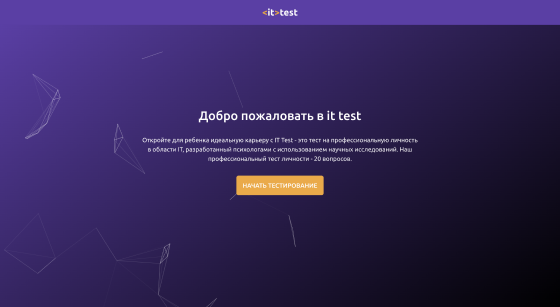 <it>test
Добро пожаловать в it test
Откройте для ребенка идеальную карьеру с IT Test - это тест на профессиональную личность
в области IT, разработанный психологами с использованием научных исследований. Наш
профессиональный тест личности - 20 вопросов.
НАЧАТЬ ТЕСТИРОВАНИЕ